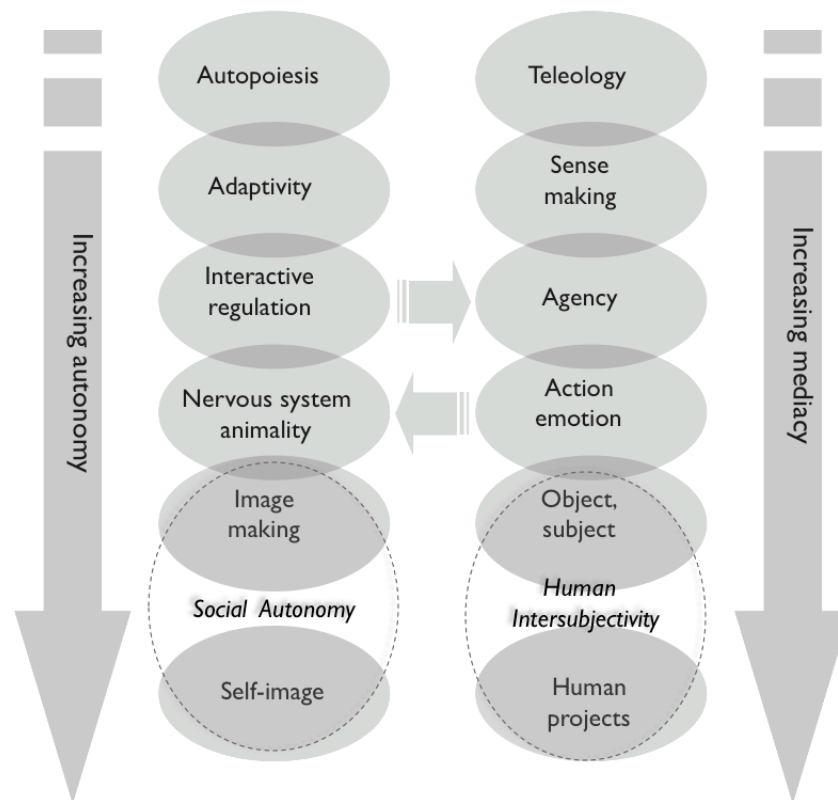 Autopoiesis
Teleology
Adaptivity
Sense
making
Interactive
regulation
Agency
Nervous system
animality
Action
emotion
Image
making
Object,
subject
Social Autonomy
Human
Intersubjectivity
Self-image
Human
projects
Increasing autonomy
Increasing mediacy